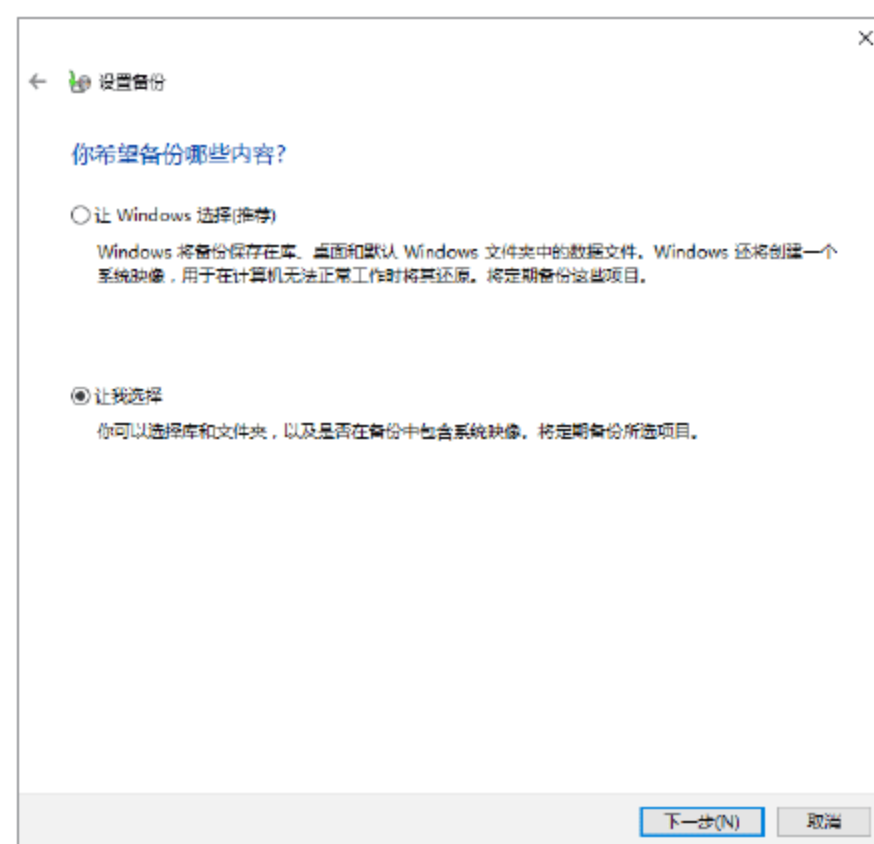 设置备份
你希望备份哪些内容?
让 Windows 选择(推荐)
Windows 将备份保存在库、桌面和默认 Windows 文件夹中的数据文件。Windows 还将创建一个
系统映像，用于在计算机无法正常工作时将其还原。将定期备份这些项目。
让我选择
你可以选择库和文件夹，以及是否在备份中包含系统映像。将定期备份所选项目。
下一步(N)
取消